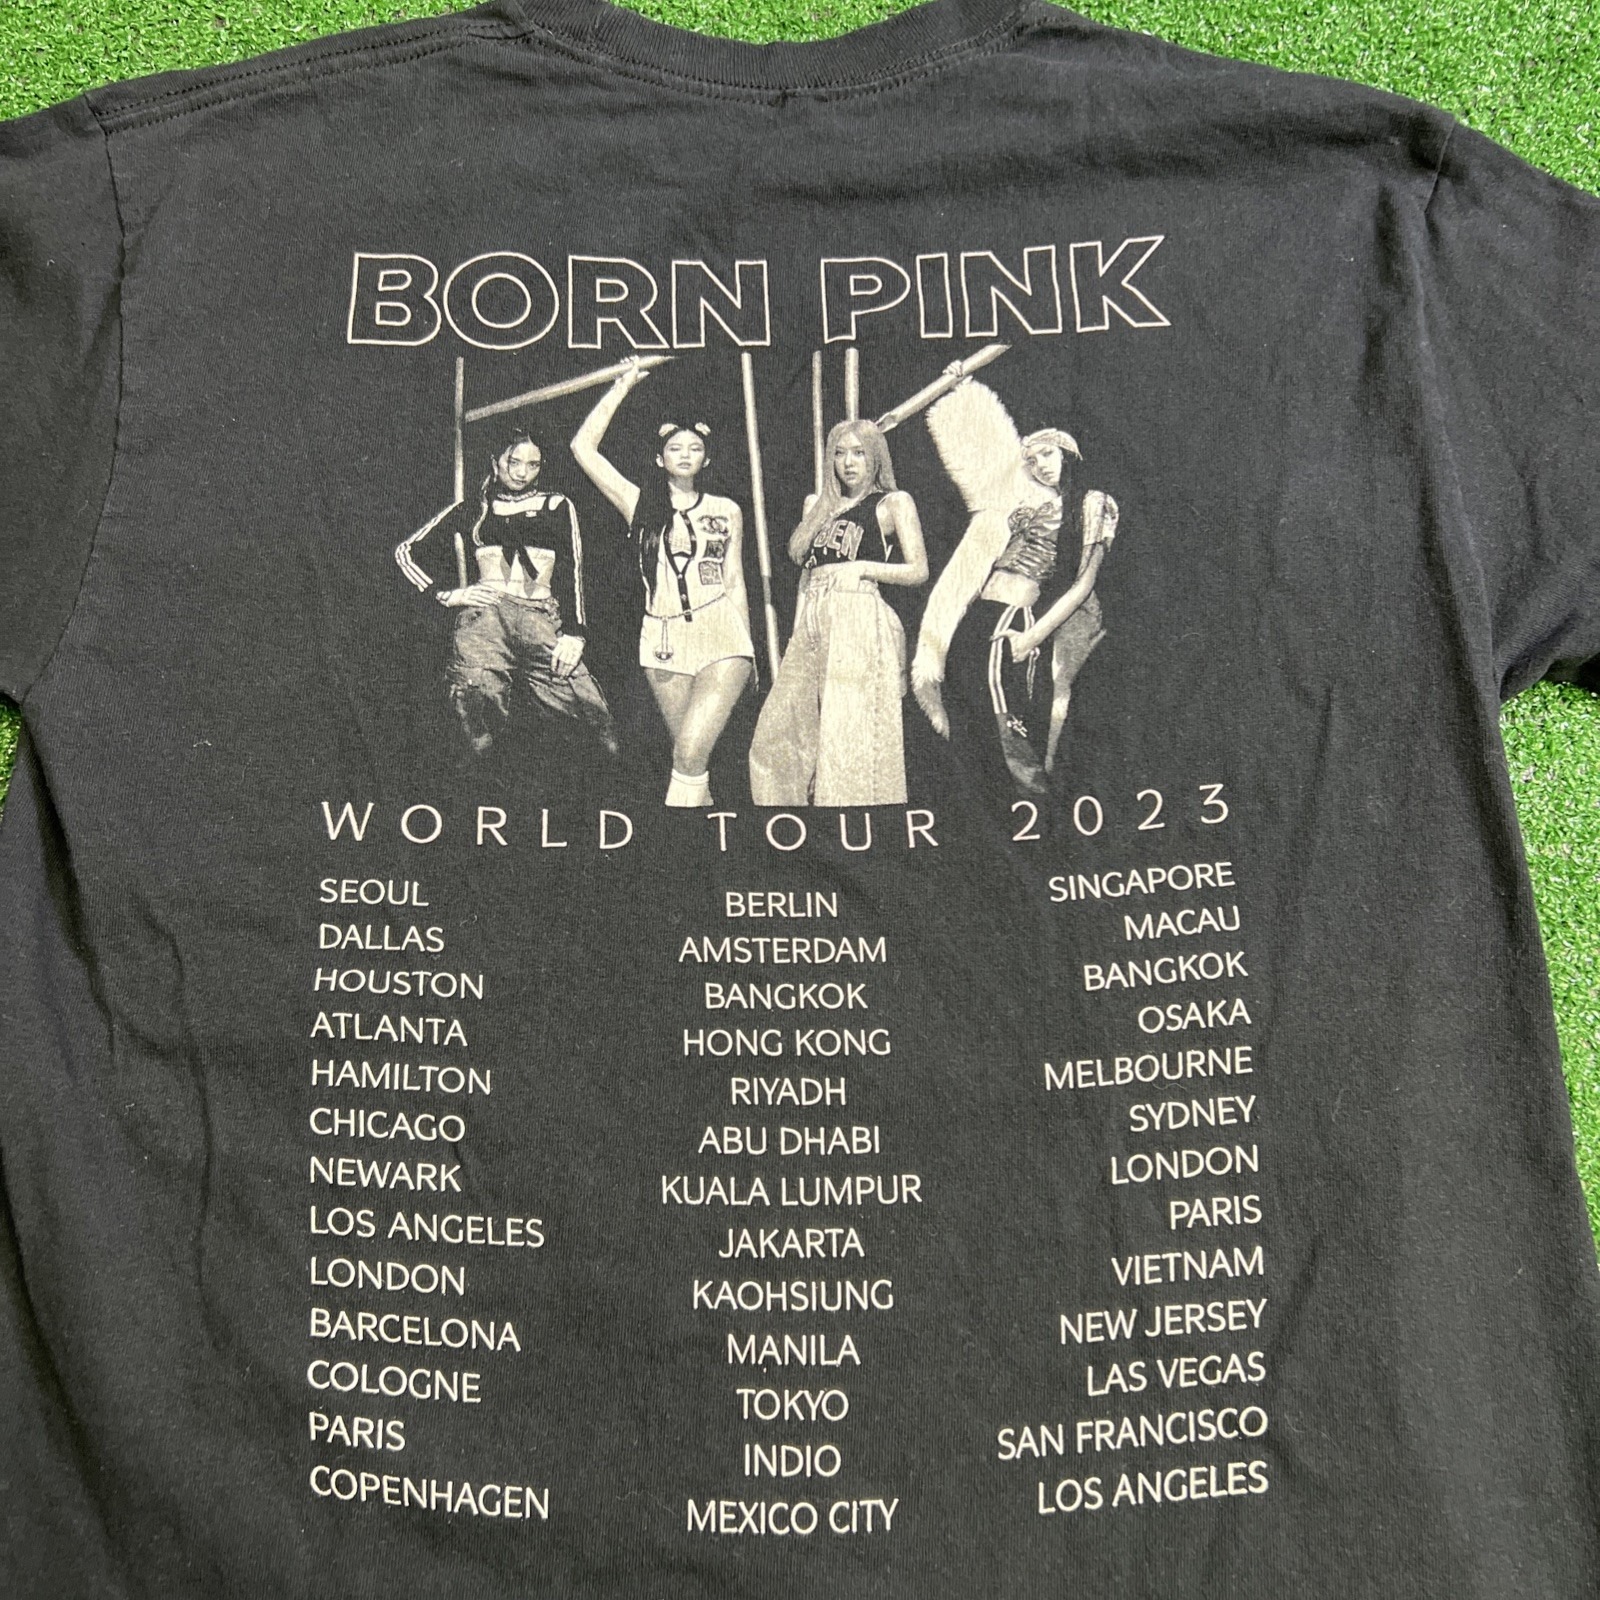 BORN PINK
WORLD TOUR 2023
SEOUL
DALLAS
HOUSTON
ATLANTA
HAMILTON
CHICAGO
NEWARK
LOS ANGELES
LONDON
BARCELONA
COLOGNE
PARIS
COPENHAGEN
BERLIN
AMSTERDAM
BANGKOK
HONG KONG
RIYADH
ABU DHABI
KUALA LUMPUR
JAKARTA
KAOHSIUNG
MANILA
TOKYO
INDIO
MEXICO CITY
SINGAPORE
MACAU
BANGKOK
OSAKA
MELBOURNE
SYDNEY
LONDON
PARIS
VIETNAM
NEW JERSEY
LAS VEGAS
SAN FRANCISCO
LOS ANGELES